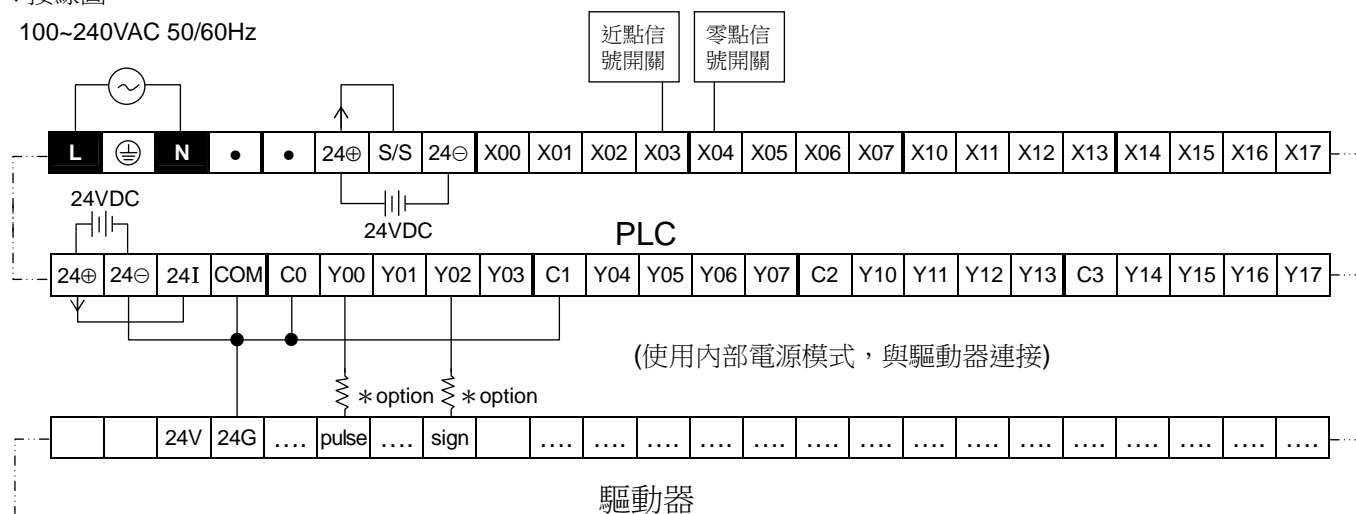 100~240VAC 50/60Hz
近點信
號開關
零點信
號開關
L N • • 24⊕ S/S 24⊖ X00 X01 X02 X03 X04 X05 X06 X07 X10 X11 X12 X13 X14 X15 X16 X17
24VDC
24VDC
PLC
24⊕ 24⊖ 24I COM C0 Y00 Y01 Y02 Y03 C1 Y04 Y05 Y06 Y07 C2 Y10 Y11 Y12 Y13 C3 Y14 Y15 Y16 Y17
(使用內部電源模式，與驅動器連接)
＊option ＊option
24V 24G .... pulse .... sign .... .... .... .... .... .... .... .... .... .... .... .... .... .... ....
驅動器